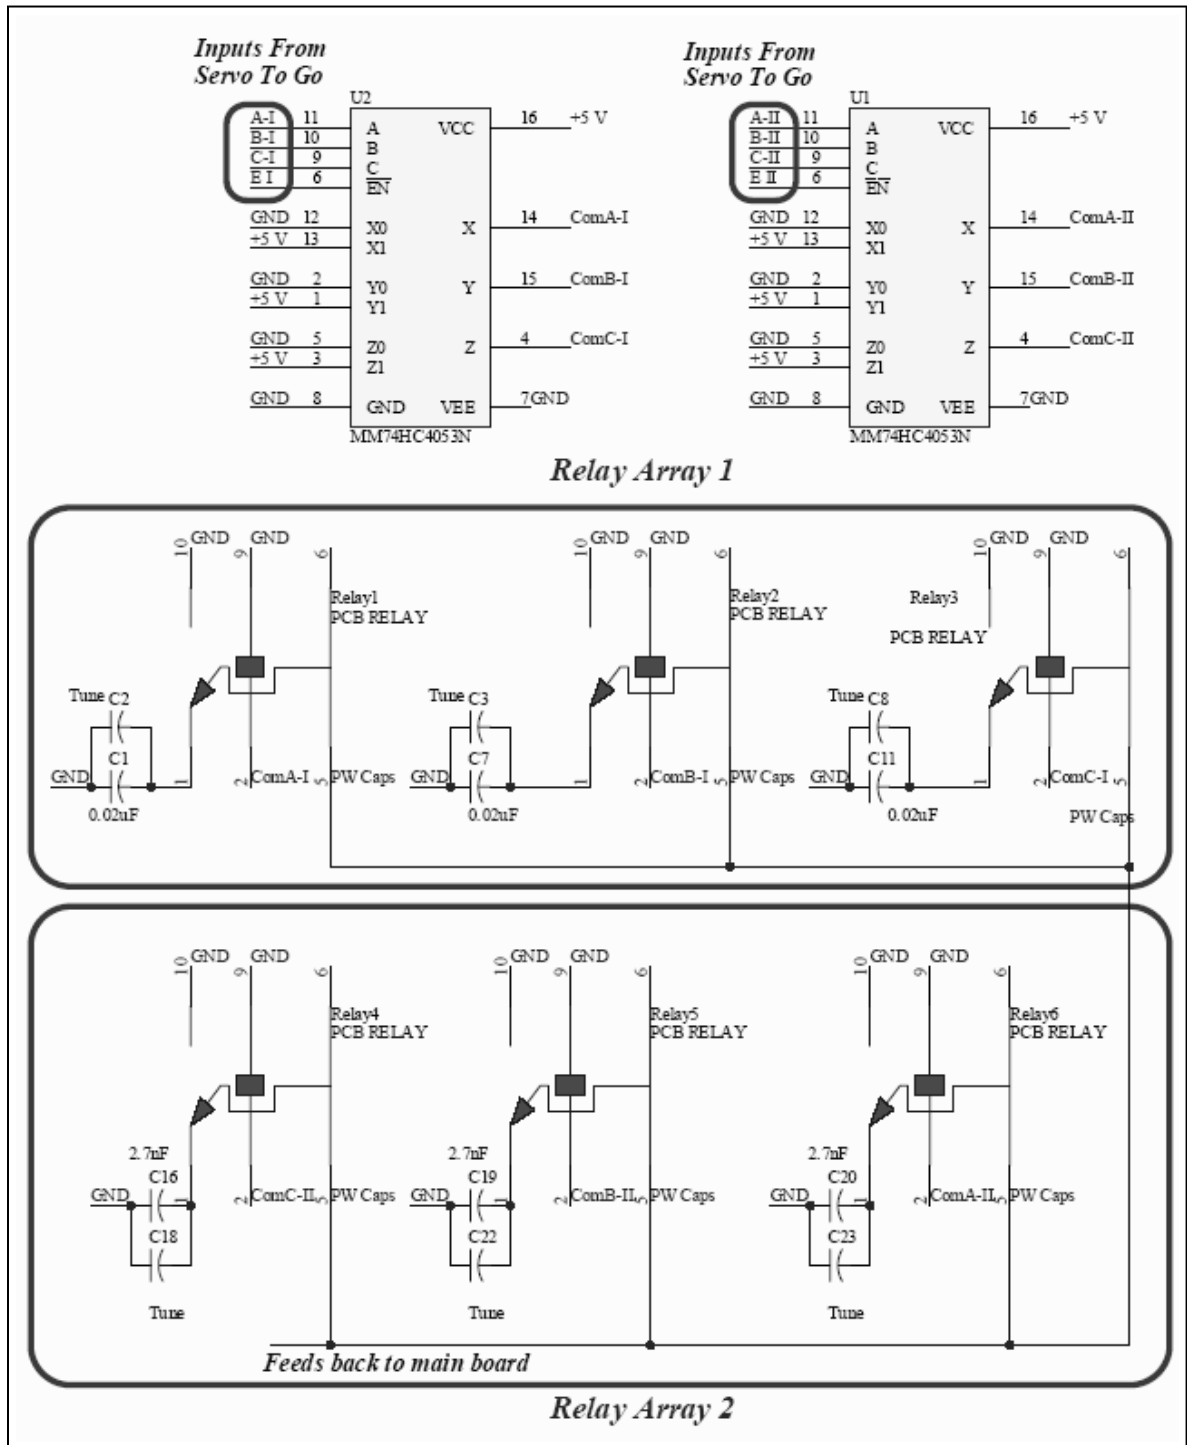 Inputs From
Servo To Go
U2
A-I 11 A VCC 16 +5 V
B-I 10 B
C-I 9 C
E I 6 EN
GND 12 X0 X 14 ComA-I
+5 V 13 X1
GND 2 Y0 Y 15 ComB-I
+5 V 1 Y1
GND 5 Z0 Z 4 ComC-I
+5 V 3 Z1
GND 8 GND VEE 7 GND
MM74HC4053N
Inputs From
Servo To Go
U1
A-II 11 A VCC 16 +5 V
B-II 10 B
C-II 9 C
E II 6 EN
GND 12 X0 X 14 ComA-II
+5 V 13 X1
GND 2 Y0 Y 15 ComB-II
+5 V 1 Y1
GND 5 Z0 Z 4 ComC-II
+5 V 3 Z1
GND 8 GND VEE 7 GND
MM74HC4053N
Relay Array 1
10 GND 9 GND 6
Relay1
PCB RELAY
Tune C2
C1
GND 1 2 ComA-I 5 PW Caps
0.02uF
10 GND 9 GND 6
Relay2
PCB RELAY
Tune C3
C7
GND 1 2 ComB-I 5 PW Caps
0.02uF
10 GND 9 GND 6
Relay3
PCB RELAY
Tune C8
C11
GND 1 2 ComC-I 5
0.02uF PW Caps
10 GND 9 GND 6
Relay4
PCB RELAY
2.7nF
C16
GND 1 2 ComC-II 5 PW Caps
C18
Tune
10 GND 9 GND 6
Relay5
PCB RELAY
2.7nF
C19
GND 1 2 ComB-II 5 PW Caps
C22
Tune
10 GND 9 GND 6
Relay6
PCB RELAY
2.7nF
C20
GND 1 2 ComA-II 5 PW Caps
C23
Tune
Feeds back to main board
Relay Array 2